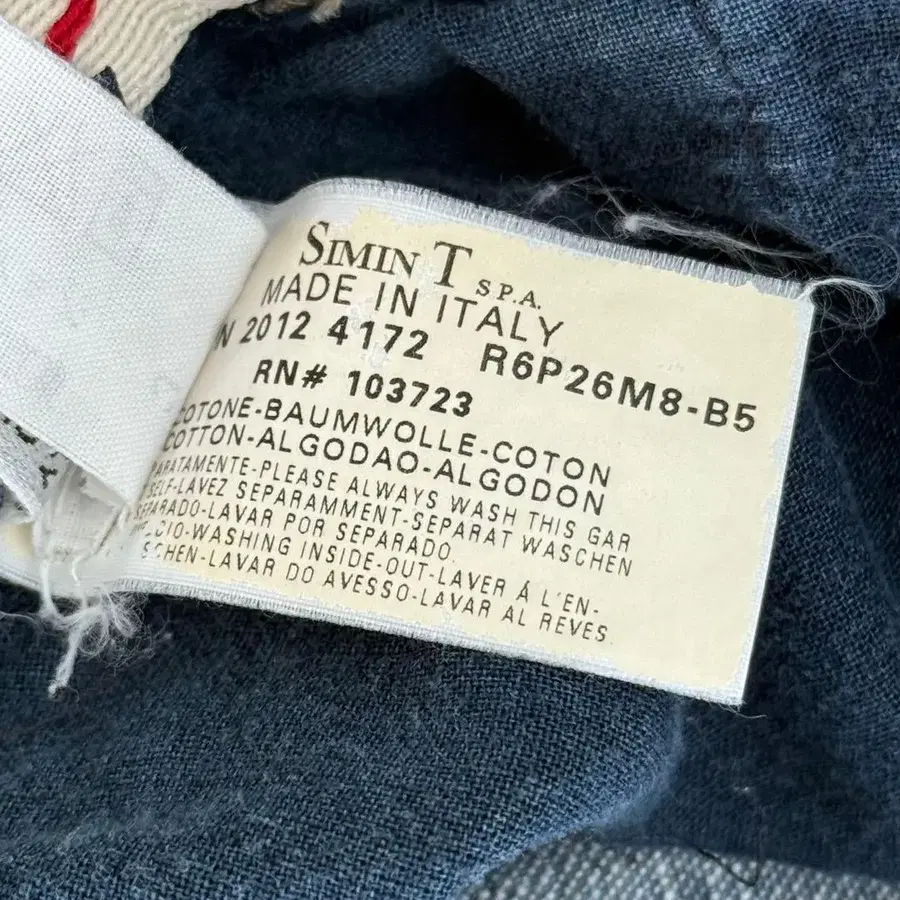 SIMIN T S.P.A.
MADE IN ITALY
2012 4172 R6P26M8-B5
RN# 103723
COTONE-BAUMWOLLE-COTON
COTTON-ALGODAO-ALGODON
ARATAMENTE-PLEASE ALWAYS WASH THIS GAR
SELF-LAVEZ SEPARAMMENT-SEPARAT WASCHEN
PARADO-LAVAR POR SEPARADO.
CIO-WASHING INSIDE-OUT-LAVER Á L'EN-
SCHEN-LAVAR DO AVESSO-LAVAR AL REVES